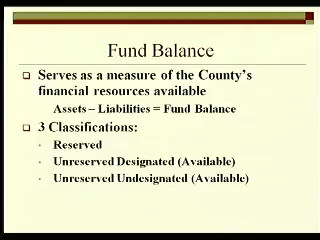 Fund Balance
Serves as a measure of the County's
financial resources available
Assets – Liabilities = Fund Balance
3 Classifications:
Reserved
Unreserved Designated (Available)
Unreserved Undesignated (Available)